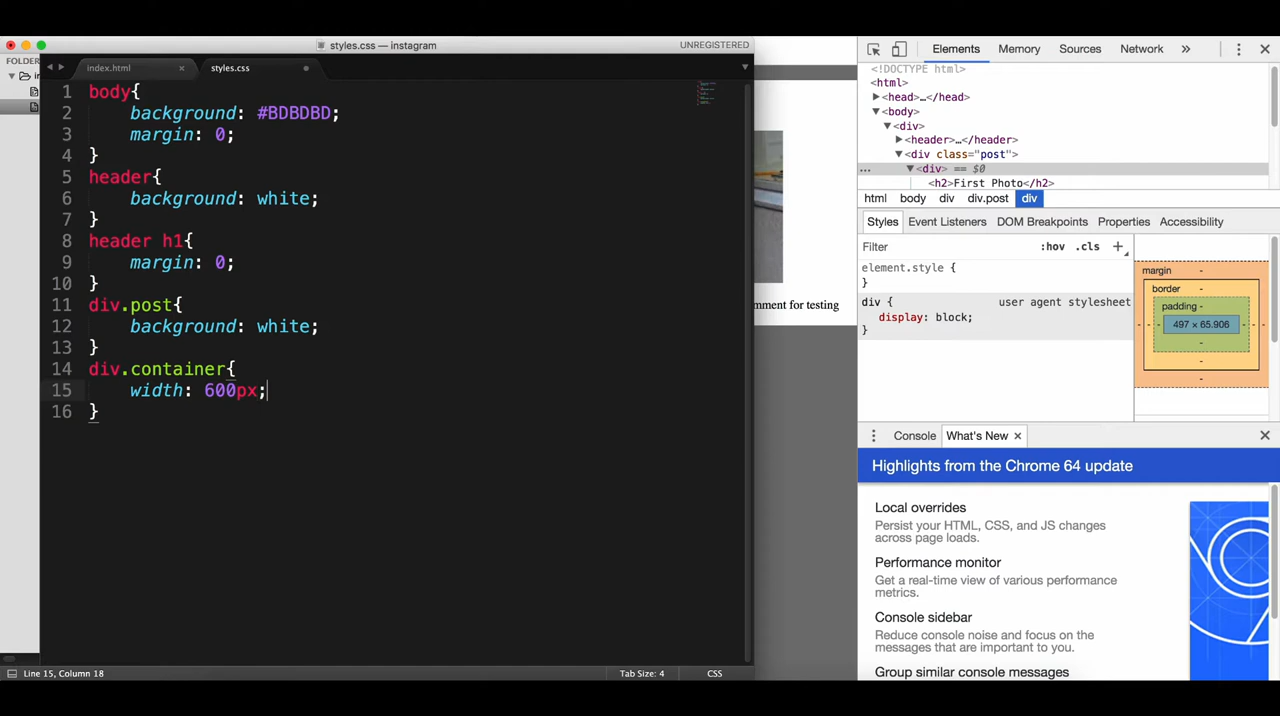 styles.css — instagram
UNREGISTERED
FOLDER
index.html
styles.css
1 body{
2 background: #BDBDBD;
3 margin: 0;
4 }
5 header{
6 background: white;
7 }
8 header h1{
9 margin: 0;
10 }
11 div.post{
12 background: white;
13 }
14 div.container{
15 width: 600px;
16 }
Line 15, Column 18
Tab Size: 4
CSS
mment for testing
Elements Memory Sources Network »
<!DOCTYPE html>
<html>
▶<head>…</head>
▼<body>
▼<div>
▶<header>…</header>
▼<div class="post">
… ▼<div> == $0
<h2>First Photo</h2>
html body div div.post div
Styles Event Listeners DOM Breakpoints Properties Accessibility
Filter
:hov .cls +
element.style {
}
div { user agent stylesheet
display: block;
}
margin -
border -
padding -
- - - 497 × 65.906 - - -
-
-
-
Console What's New ×
Highlights from the Chrome 64 update
Local overrides
Persist your HTML, CSS, and JS changes
across page loads.
Performance monitor
Get a real-time view of various performance
metrics.
Console sidebar
Reduce console noise and focus on the
messages that are important to you.
Group similar console messages